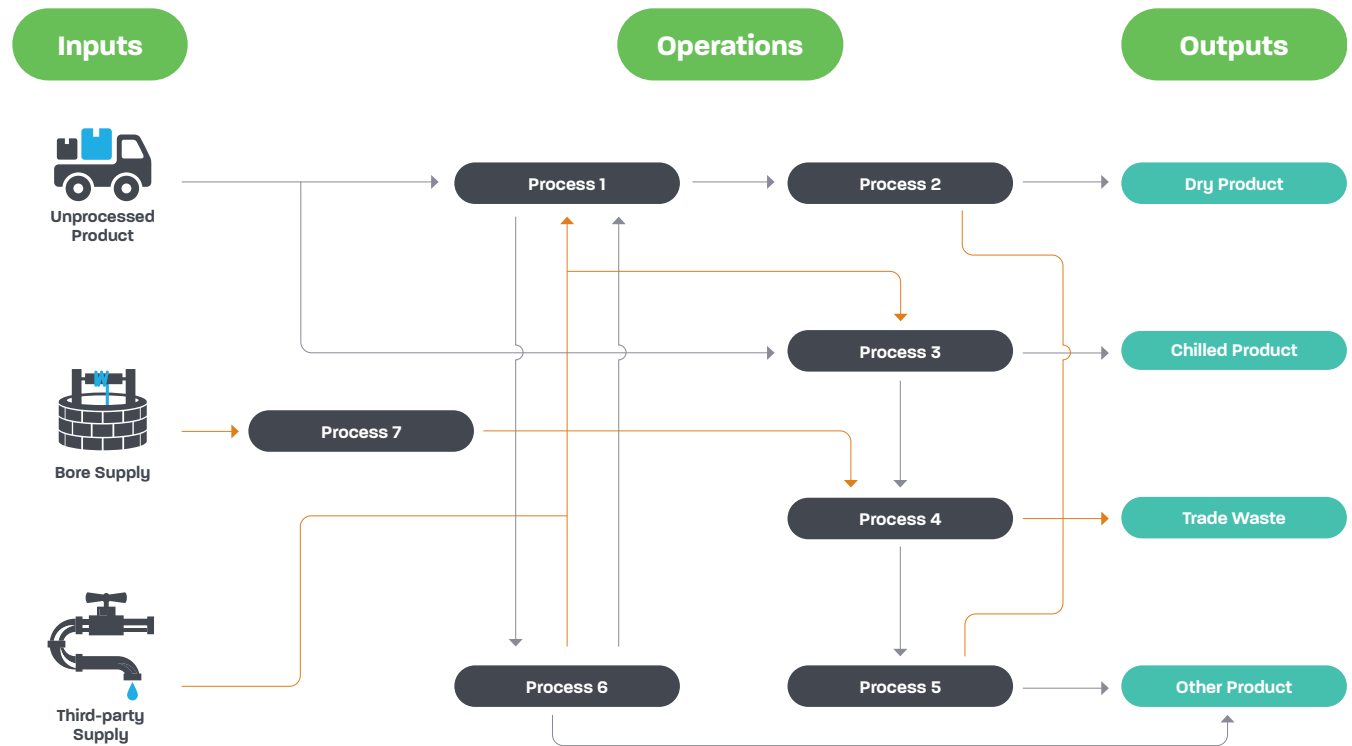 Inputs
Operations
Outputs
Unprocessed
Product
Process 1
Process 2
Dry Product
Process 3
Chilled Product
Bore Supply
Process 7
Process 4
Trade Waste
Third-party
Supply
Process 6
Process 5
Other Product